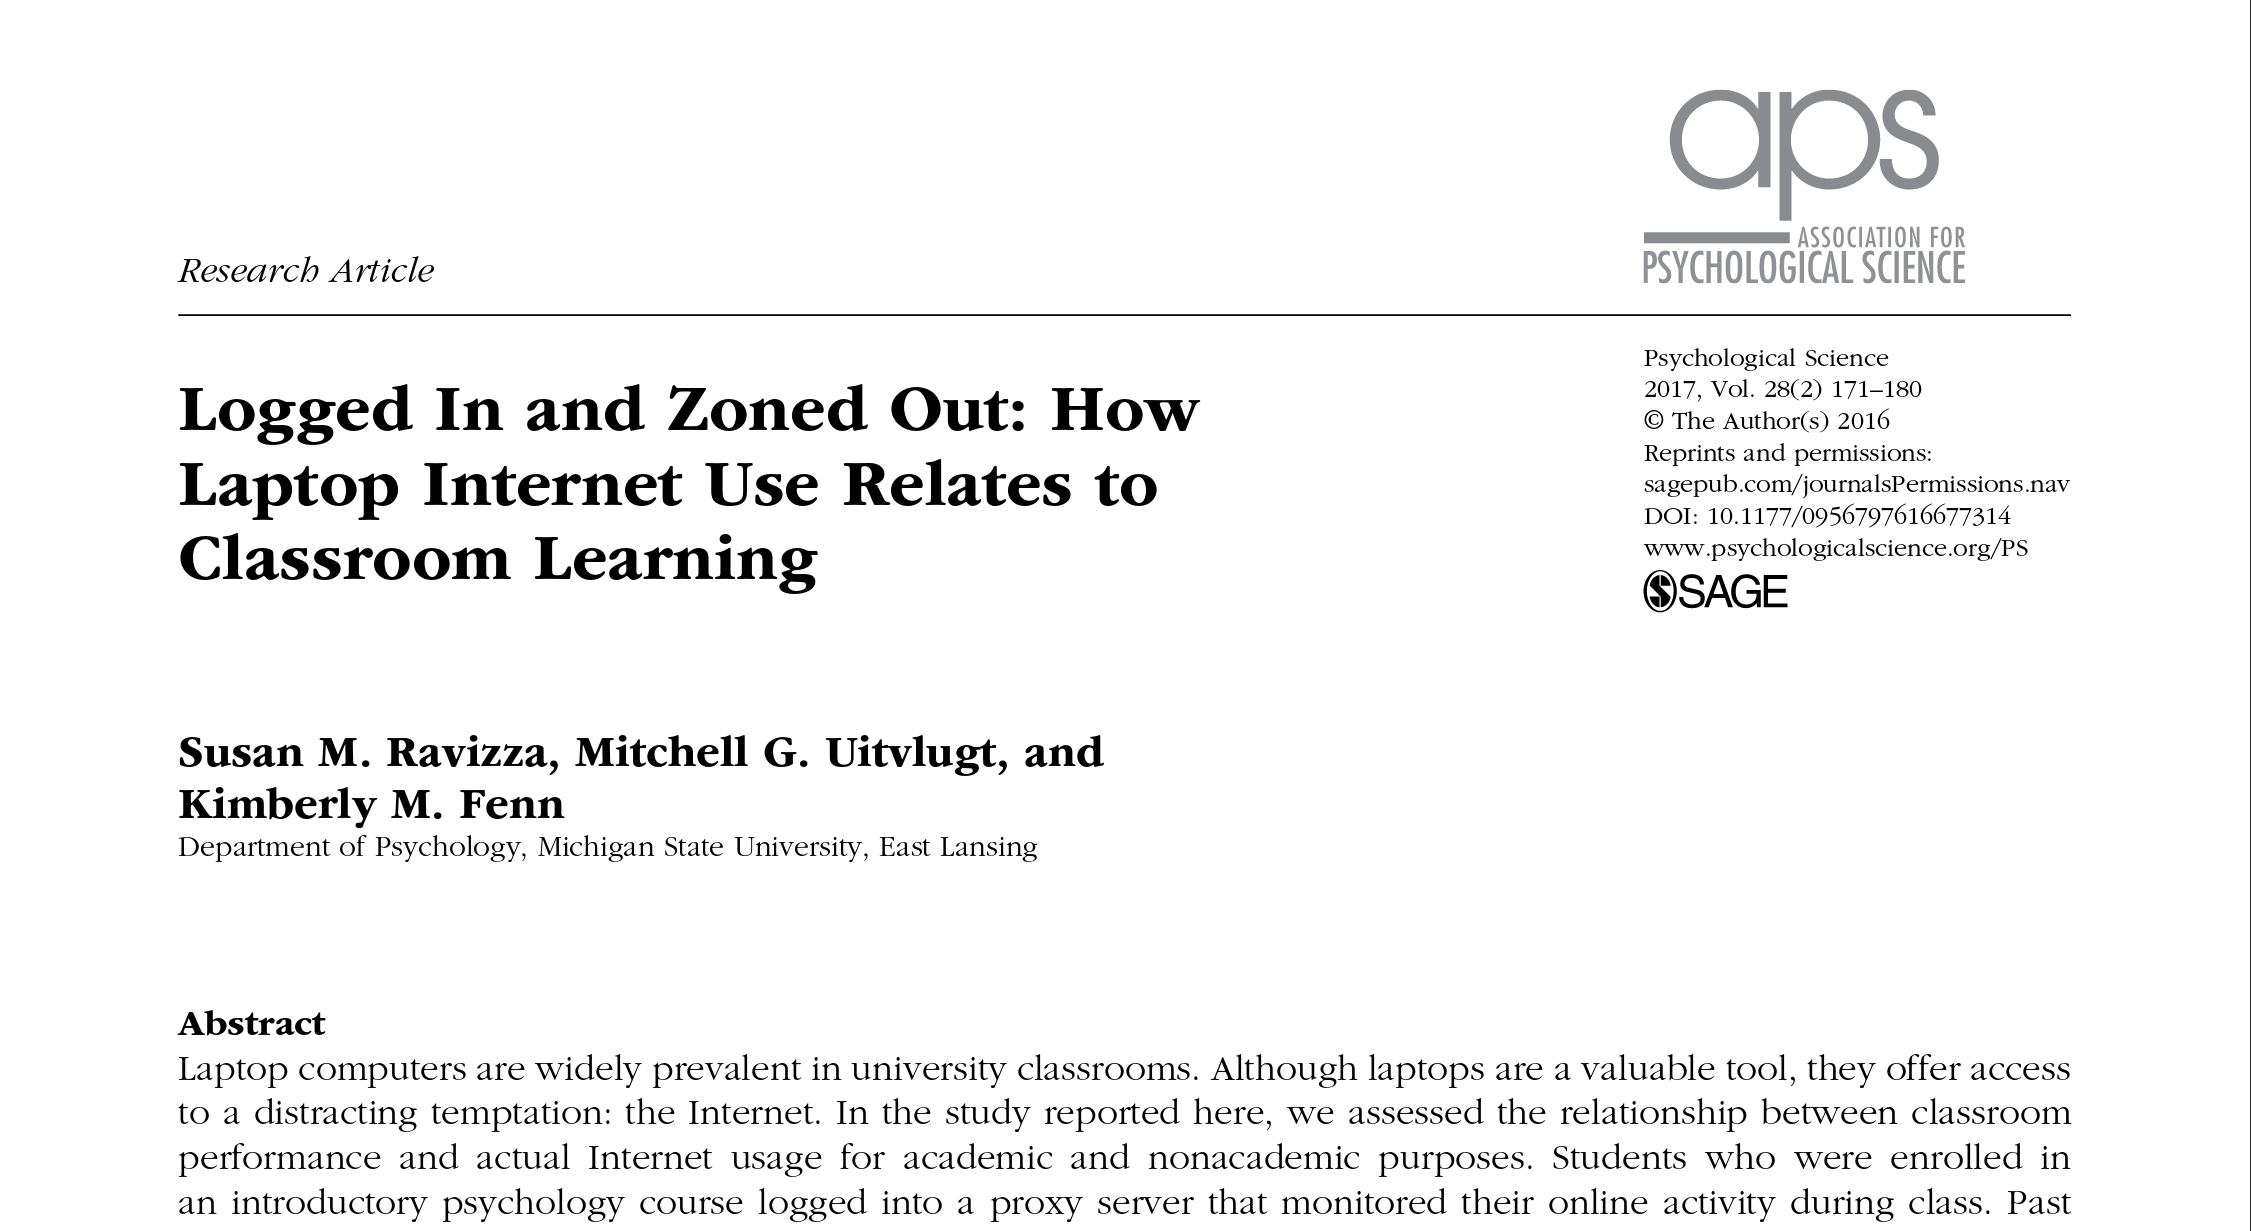 aps
ASSOCIATION FOR
PSYCHOLOGICAL SCIENCE
Research Article
Logged In and Zoned Out: How
Laptop Internet Use Relates to
Classroom Learning
Psychological Science
2017, Vol. 28(2) 171–180
© The Author(s) 2016
Reprints and permissions:
sagepub.com/journalsPermissions.nav
DOI: 10.1177/0956797616677314
www.psychologicalscience.org/PS
SAGE
Susan M. Ravizza, Mitchell G. Uitvlugt, and
Kimberly M. Fenn
Department of Psychology, Michigan State University, East Lansing
Abstract
Laptop computers are widely prevalent in university classrooms. Although laptops are a valuable tool, they offer access
to a distracting temptation: the Internet. In the study reported here, we assessed the relationship between classroom
performance and actual Internet usage for academic and nonacademic purposes. Students who were enrolled in
an introductory psychology course logged into a proxy server that monitored their online activity during class. Past